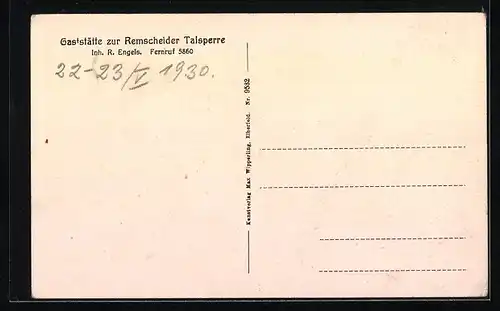 Gaststätte zur Remscheider Talsperre
Inh. R. Engels. Fernruf 5860
22-23/V 1930.
Kunstverlag Max Wipperling, Elberfeld. Nr. 9532